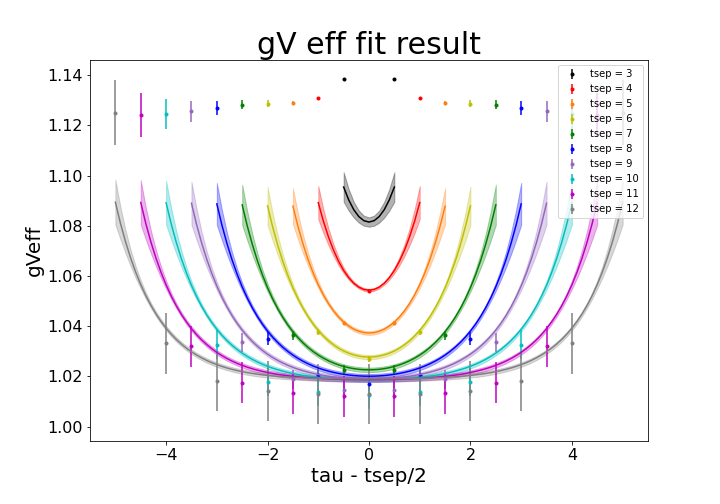 gV eff fit result
1.14
1.12
1.10
1.08
1.06
1.04
1.02
1.00
gVeff
−4
−2
0
2
4
tau - tsep/2
tsep = 3
tsep = 4
tsep = 5
tsep = 6
tsep = 7
tsep = 8
tsep = 9
tsep = 10
tsep = 11
tsep = 12